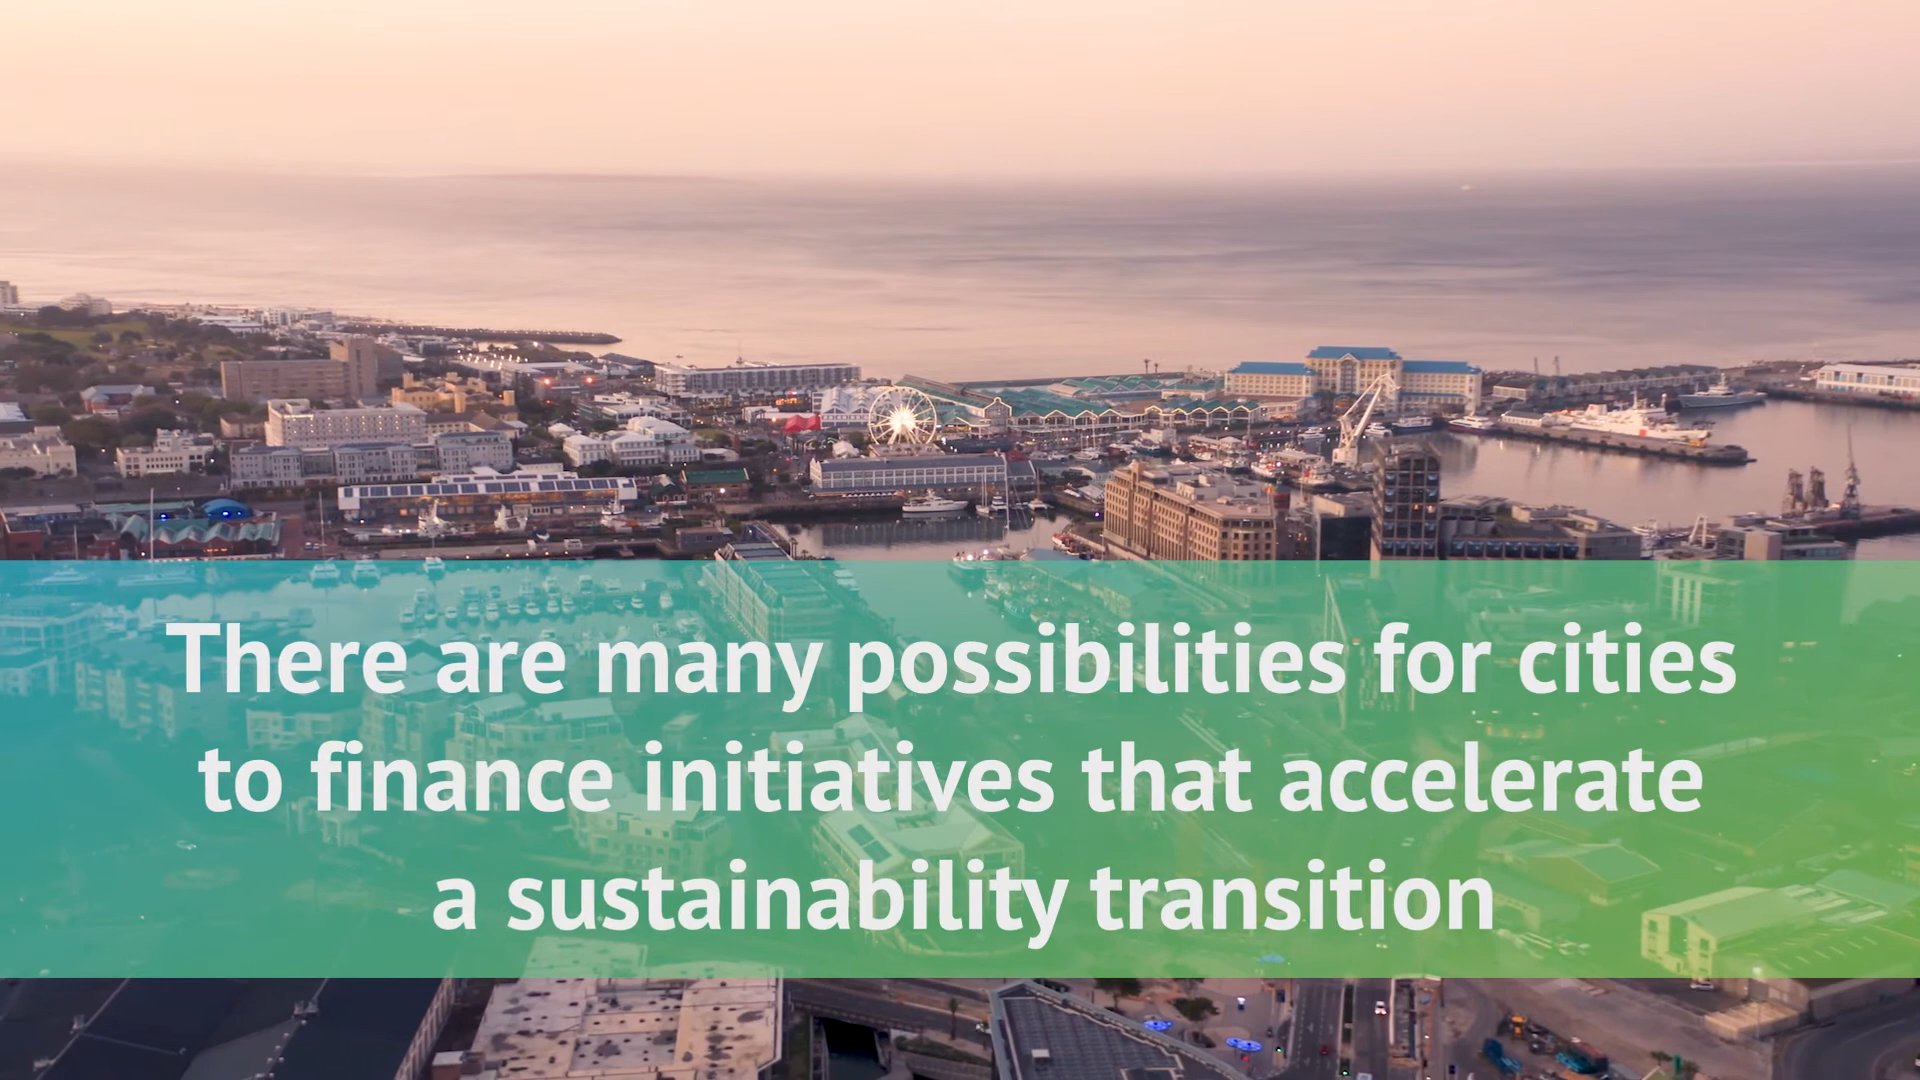 There are many possibilities for cities
to finance initiatives that accelerate
a sustainability transition